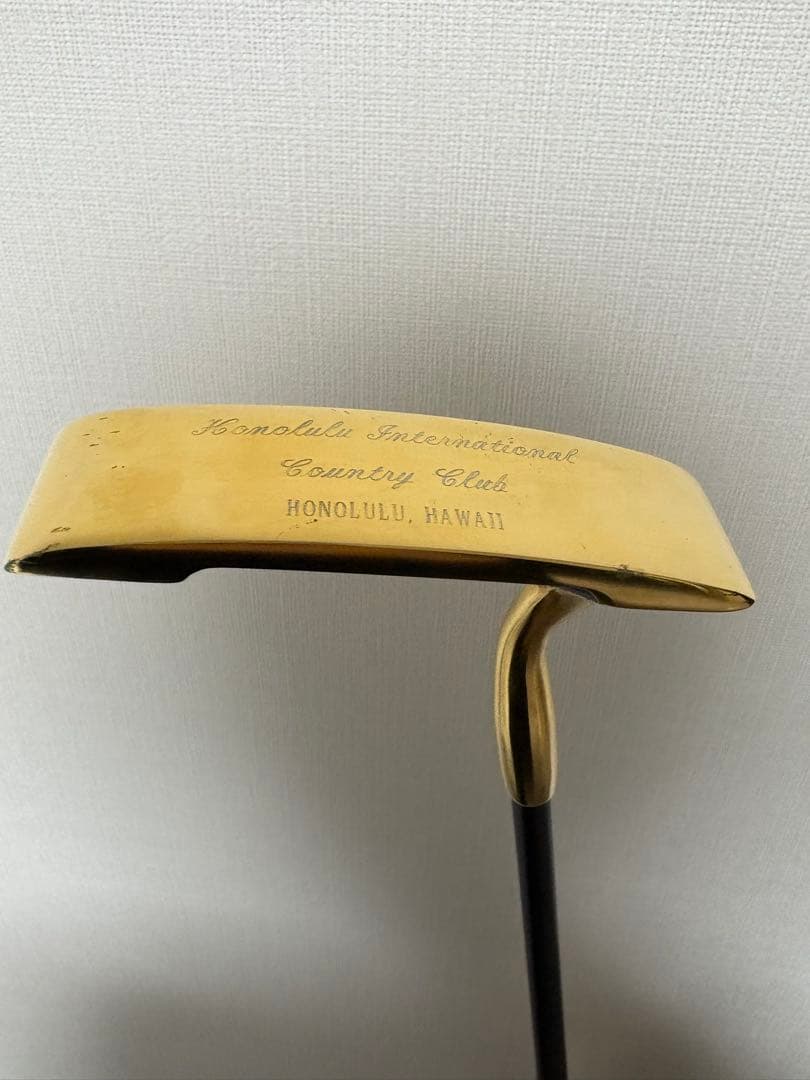 Honolulu International
Country Club
HONOLULU, HAWAII